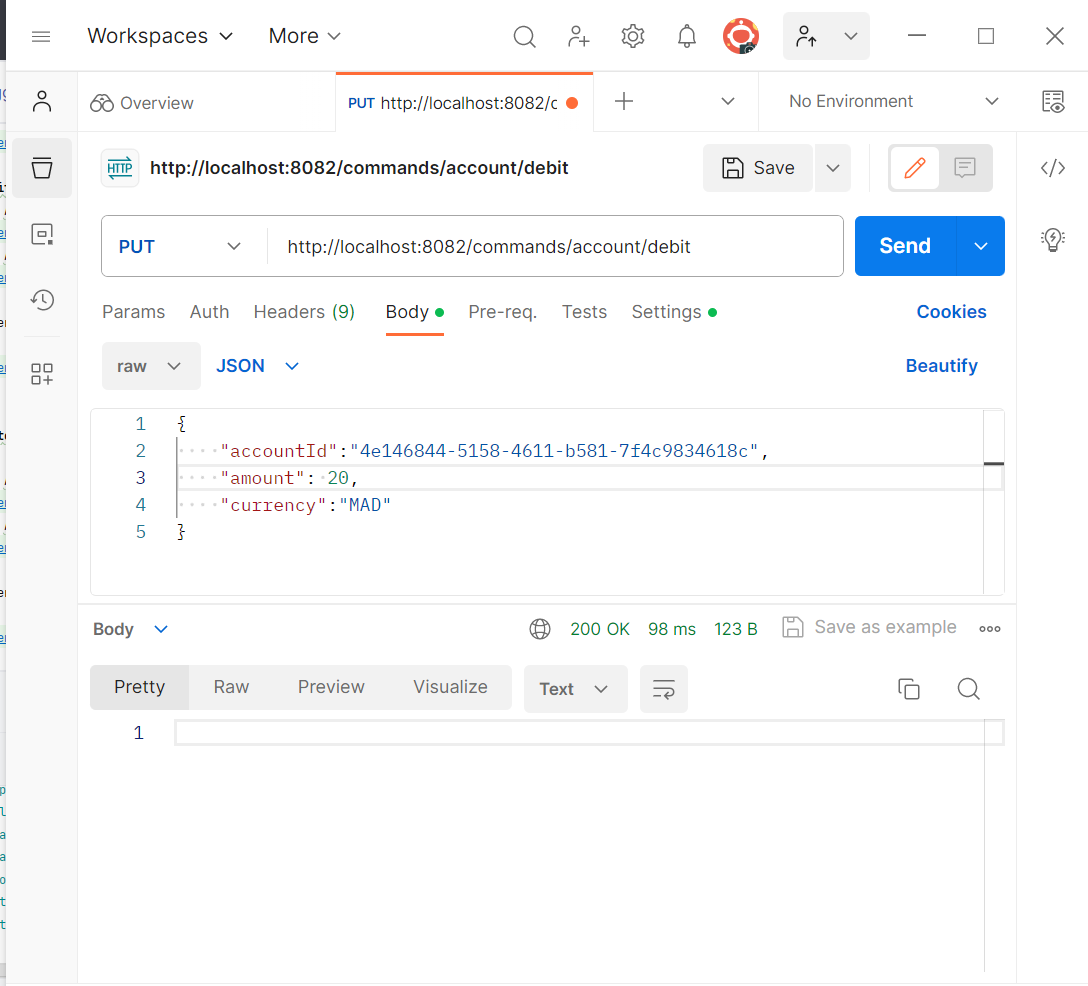 Workspaces More
Overview PUT http://localhost:8082/c No Environment
HTTP http://localhost:8082/commands/account/debit Save
PUT http://localhost:8082/commands/account/debit Send
Params Auth Headers (9) Body Pre-req. Tests Settings Cookies
raw JSON Beautify
1 {
2 ····"accountId":"4e146844-5158-4611-b581-7f4c9834618c",
3 ····"amount":·20,
4 ····"currency":"MAD"
5 }
Body 200 OK 98 ms 123 B Save as example
Pretty Raw Preview Visualize Text
1